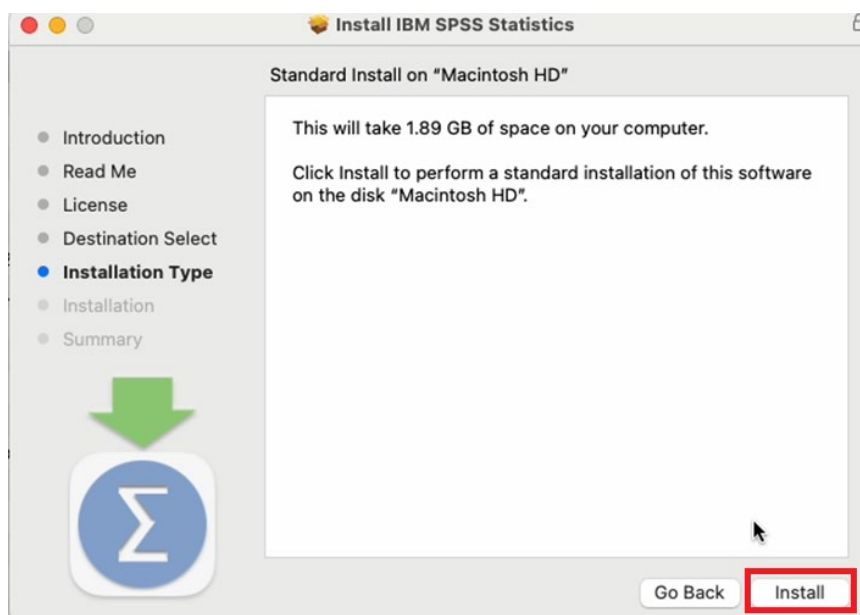 Install IBM SPSS Statistics
Standard Install on "Macintosh HD"
Introduction
Read Me
License
Destination Select
Installation Type
Installation
Summary
This will take 1.89 GB of space on your computer.
Click Install to perform a standard installation of this software
on the disk "Macintosh HD".
Σ
Go Back
Install